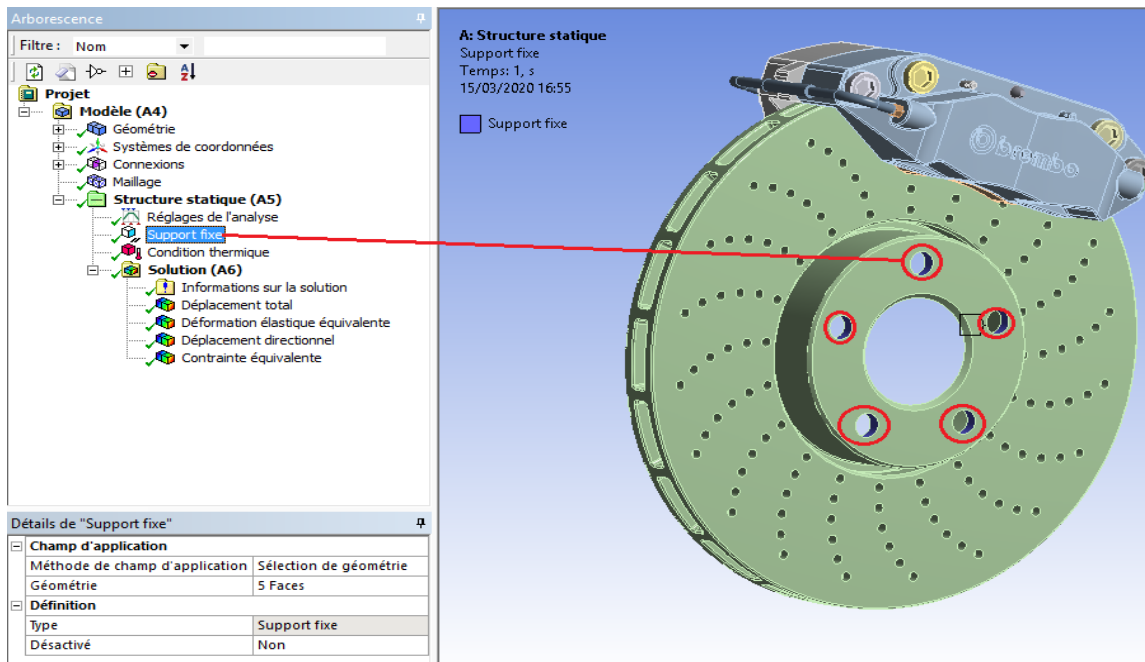 Arborescence
Filtre : Nom
Projet
Modèle (A4)
Géométrie
Systèmes de coordonnées
Connexions
Maillage
Structure statique (A5)
Réglages de l'analyse
Support fixe
Condition thermique
Solution (A6)
Informations sur la solution
Déplacement total
Déformation élastique équivalente
Déplacement directionnel
Contrainte équivalente
Détails de "Support fixe"
Champ d'application
Méthode de champ d'application Sélection de géométrie
Géométrie 5 Faces
Définition
Type Support fixe
Désactivé Non
A: Structure statique
Support fixe
Temps: 1, s
15/03/2020 16:55
Support fixe
brembo